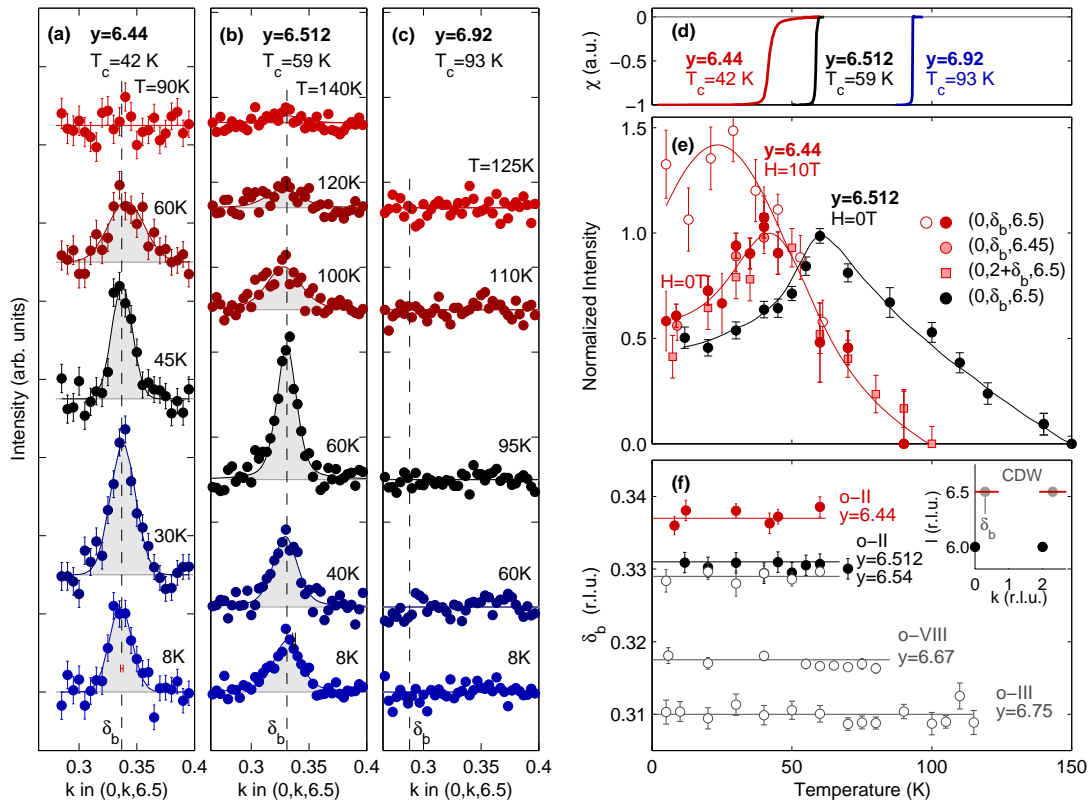 (a)
y=6.44
T_c=42 K
T=90K
60K
45K
30K
8K
δ_b
0.3
0.35
0.4
k in (0,k,6.5)
Intensity (arb. units)
(b)
y=6.512
T_c=59 K
T=140K
120K
100K
60K
40K
8K
δ_b
0.3
0.35
0.4
k in (0,k,6.5)
(c)
y=6.92
T_c=93 K
T=125K
110K
95K
60K
8K
δ_b
0.3
0.35
0.4
k in (0,k,6.5)
(d)
χ (a.u.)
0
−0.5
−1
y=6.44
T_c=42 K
y=6.512
T_c=59 K
y=6.92
T_c=93 K
(e)
Normalized Intensity
1.5
1.0
0.5
0.0
y=6.44
H=10T
y=6.512
H=0T
H=0T
(0,δ_b,6.5)
(0,δ_b,6.45)
(0,2+δ_b,6.5)
(0,δ_b,6.5)
(f)
δ_b (r.l.u.)
0.34
0.33
0.32
0.31
o−II
y=6.44
o−II
y=6.512
y=6.54
o−VIII
y=6.67
o−III
y=6.75
CDW
δ_b
l (r.l.u.)
6.5
6.0
0
2
k (r.l.u.)
0
50
100
150
Temperature (K)